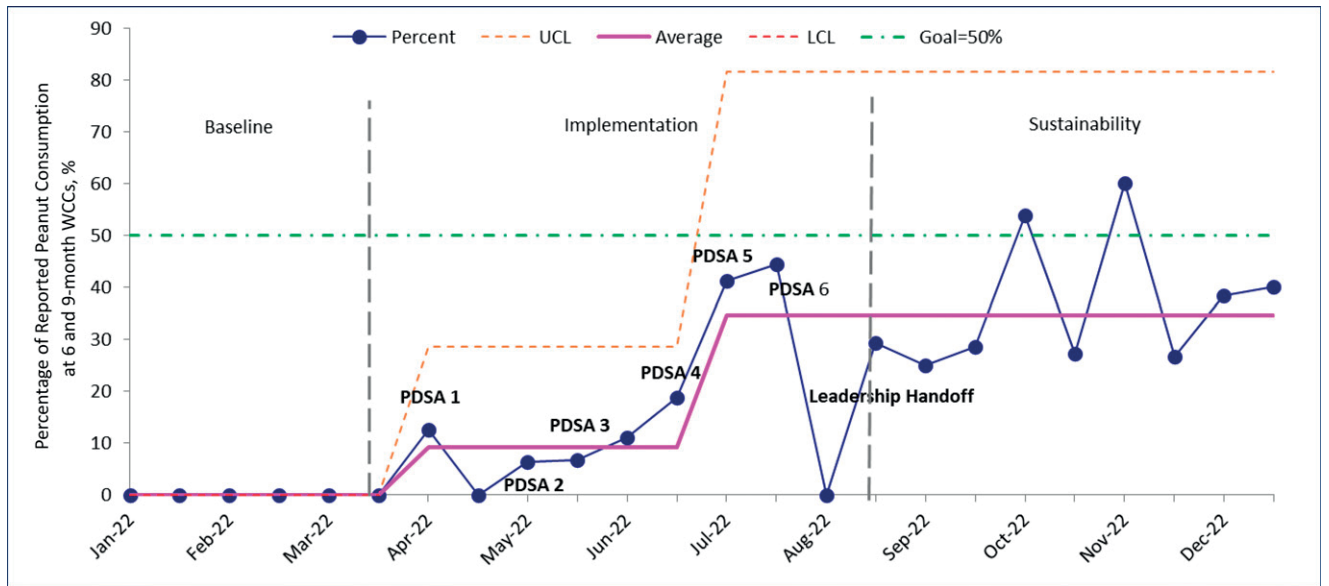 Percentage of Reported Peanut Consumption
at 6 and 9-month WCCs, %
90
80
70
60
50
40
30
20
10
0
Percent
UCL
Average
LCL
Goal=50%
Baseline
Implementation
Sustainability
PDSA 1
PDSA 2
PDSA 3
PDSA 4
PDSA 5
PDSA 6
Leadership Handoff
Jan-22
Feb-22
Mar-22
Apr-22
May-22
Jun-22
Jul-22
Aug-22
Sep-22
Oct-22
Nov-22
Dec-22